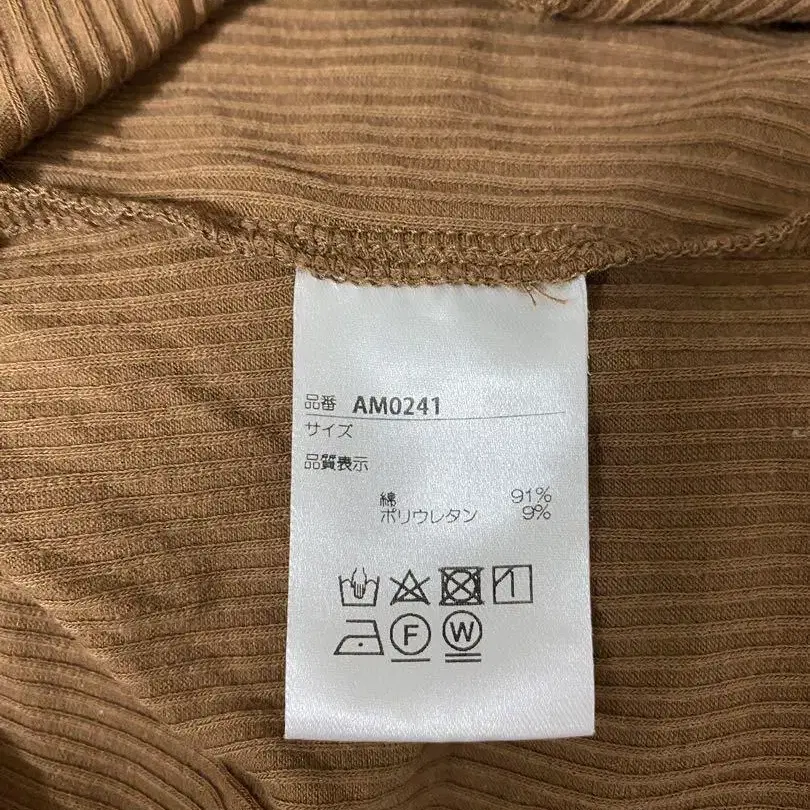 品番 AM0241
サイズ
品質表示
綿 91%
ポリウレタン 9%
F W